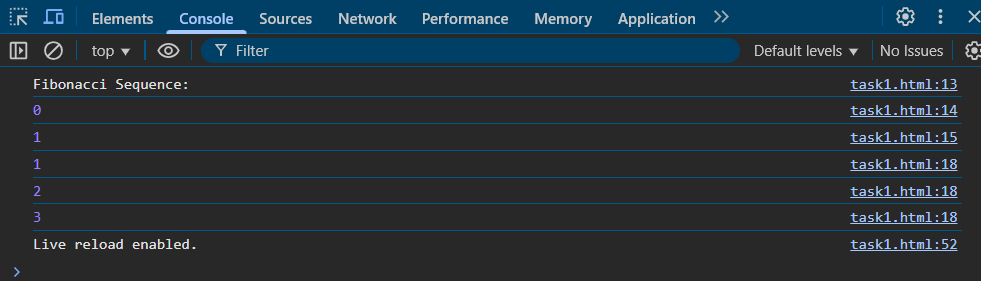 Elements Console Sources Network Performance Memory Application
top Filter Default levels No Issues
Fibonacci Sequence: task1.html:13
0 task1.html:14
1 task1.html:15
1 task1.html:18
2 task1.html:18
3 task1.html:18
Live reload enabled. task1.html:52